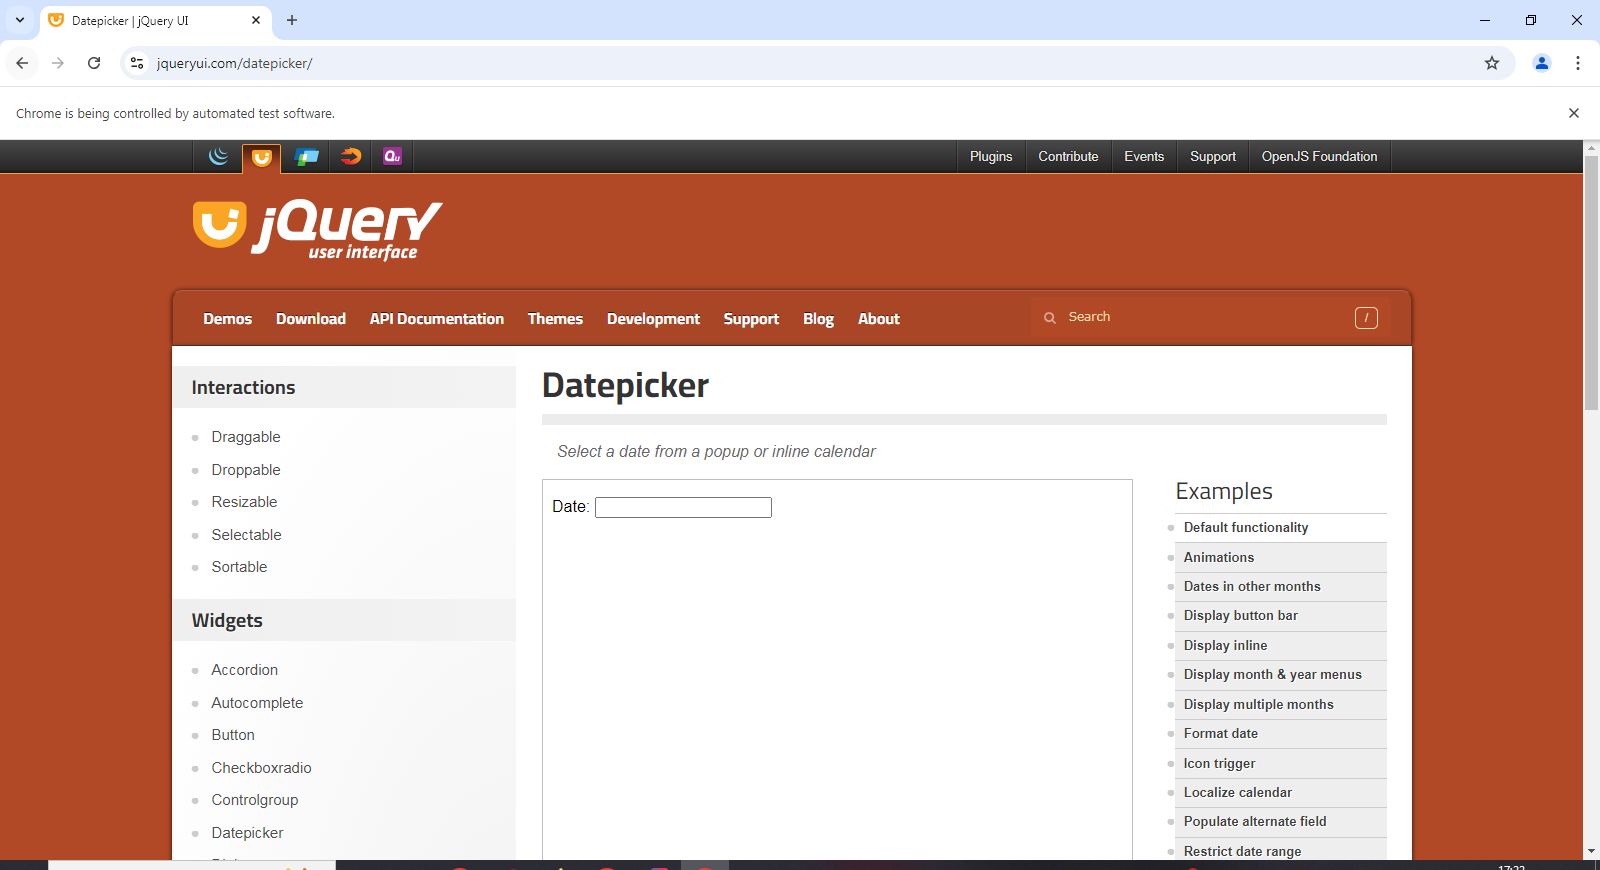 Datepicker | jQuery UI
jqueryui.com/datepicker/
Chrome is being controlled by automated test software.
Qu
Plugins
Contribute
Events
Support
OpenJS Foundation
jQuery
user interface
Demos
Download
API Documentation
Themes
Development
Support
Blog
About
Search
/
Interactions
Draggable
Droppable
Resizable
Selectable
Sortable
Widgets
Accordion
Autocomplete
Button
Checkboxradio
Controlgroup
Datepicker
Datepicker
Select a date from a popup or inline calendar
Date:
Examples
Default functionality
Animations
Dates in other months
Display button bar
Display inline
Display month & year menus
Display multiple months
Format date
Icon trigger
Localize calendar
Populate alternate field
Restrict date range